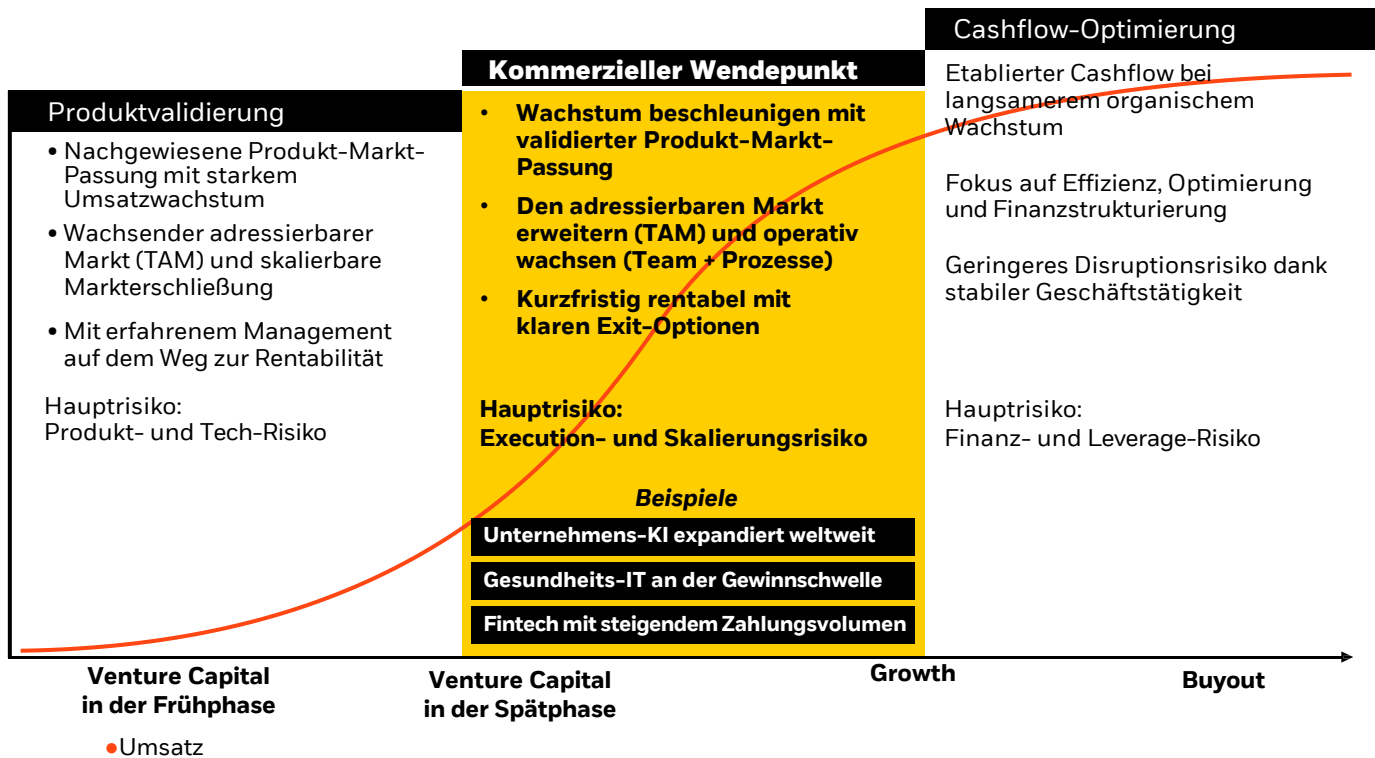 Produktvalidierung
• Nachgewiesene Produkt-Markt-
Passung mit starkem
Umsatzwachstum
• Wachsender adressierbarer
Markt (TAM) und skalierbare
Markterschließung
• Mit erfahrenem Management
auf dem Weg zur Rentabilität
Hauptrisiko:
Produkt- und Tech-Risiko
Kommerzieller Wendepunkt
• Wachstum beschleunigen mit
validierter Produkt-Markt-
Passung
• Den adressierbaren Markt
erweitern (TAM) und operativ
wachsen (Team + Prozesse)
• Kurzfristig rentabel mit
klaren Exit-Optionen
Hauptrisiko:
Execution- und Skalierungsrisiko
Beispiele
Unternehmens-KI expandiert weltweit
Gesundheits-IT an der Gewinnschwelle
Fintech mit steigendem Zahlungsvolumen
Cashflow-Optimierung
Etablierter Cashflow bei
langsamerem organischem
Wachstum
Fokus auf Effizienz, Optimierung
und Finanzstrukturierung
Geringeres Disruptionsrisiko dank
stabiler Geschäftstätigkeit
Hauptrisiko:
Finanz- und Leverage-Risiko
Venture Capital
in der Frühphase
Venture Capital
in der Spätphase
Growth
Buyout
•Umsatz